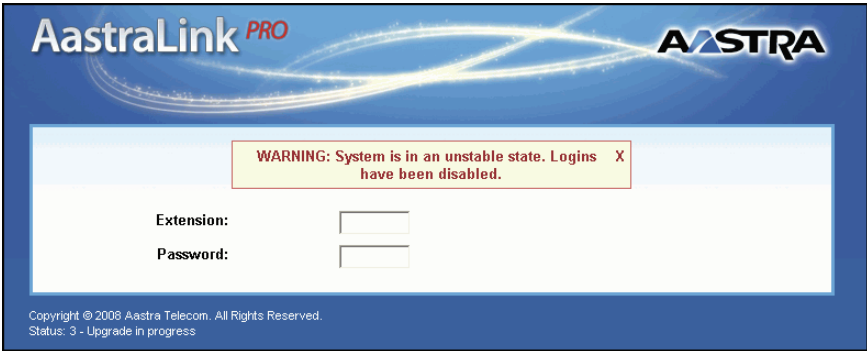 AastraLink PRO
AASTRA
WARNING: System is in an unstable state. Logins X
have been disabled.
Extension:
Password:
Copyright © 2008 Aastra Telecom. All Rights Reserved.
Status: 3 - Upgrade in progress